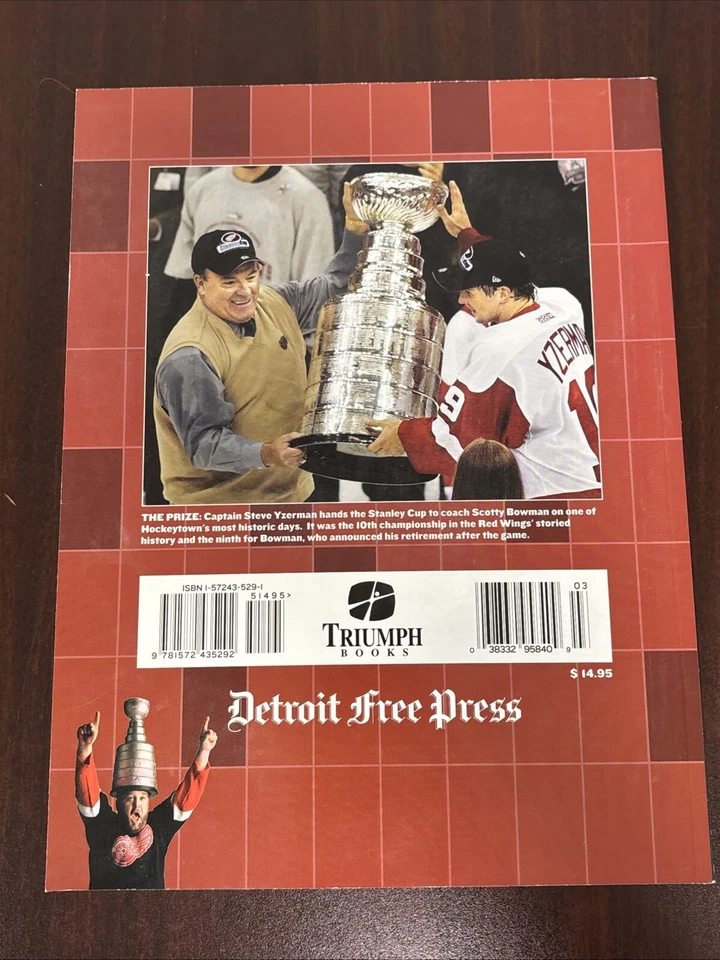 YZERMAN
19
19
THE PRIZE: Captain Steve Yzerman hands the Stanley Cup to coach Scotty Bowman on one of
Hockeytown's most historic days. It was the 10th championship in the Red Wings' storied
history and the ninth for Bowman, who announced his retirement after the game.
ISBN 1-57243-529-1
51495>
9 781572 435292
TRIUMPH
BOOKS
03
0 38332 95840 9
$ 14.95
Detroit Free Press